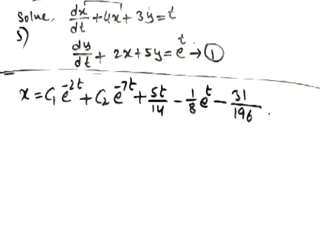 Solve, dx/dt + 4x + 3y = t
5)
dy/dt + 2x + 5y = e^t → ①
x = C₁e^-2t + C₂e^-7t + 5t/14 - 1/8 e^t - 31/196.